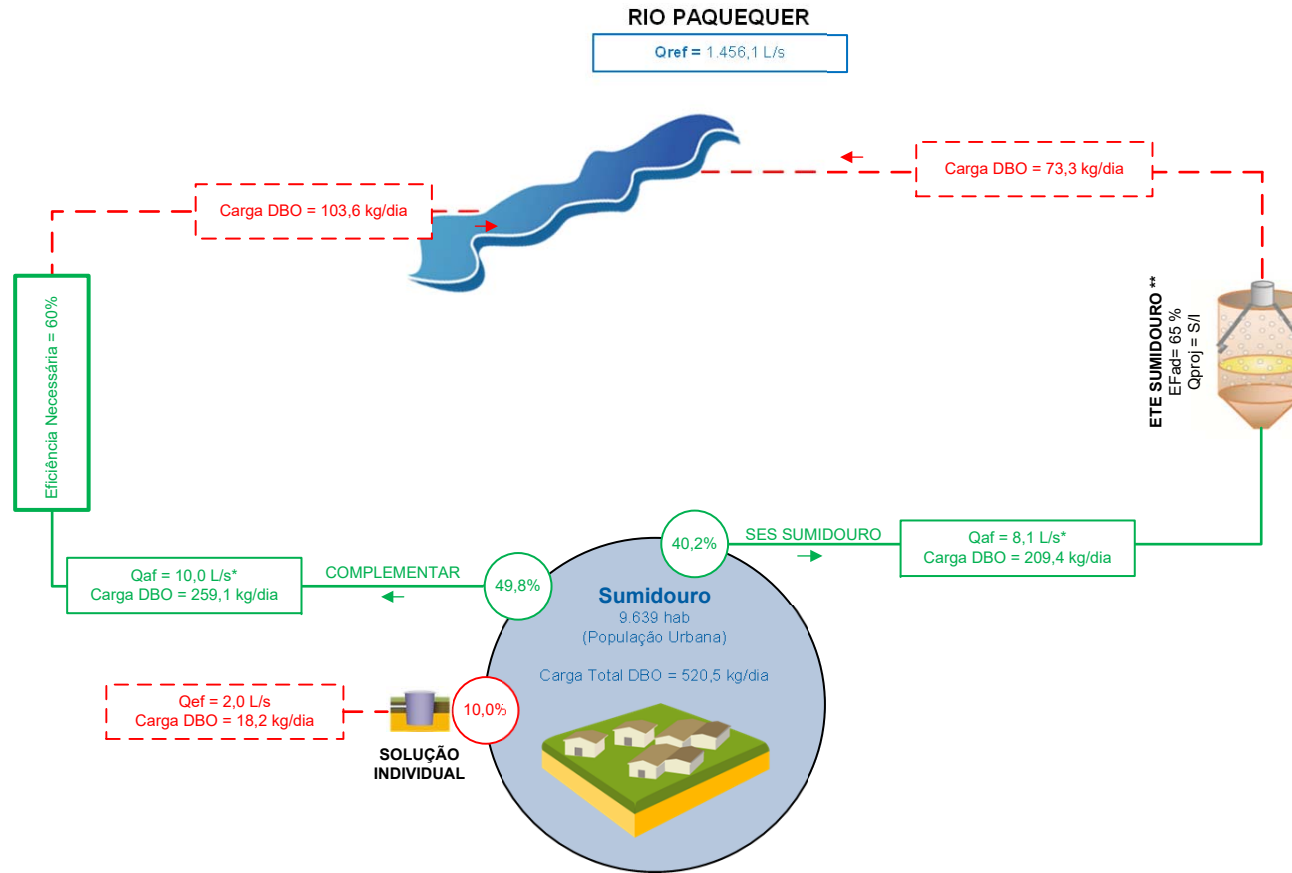 RIO PAQUEQUER
Qref = 1.456,1 L/s
Carga DBO = 73,3 kg/dia
Carga DBO = 103,6 kg/dia
Eficiência Necessária = 60%
ETE SUMIDOURO **
EFad= 65 %
Qproj = S/I
40,2%
SES SUMIDOURO
Qaf = 8,1 L/s*
Carga DBO = 209,4 kg/dia
Qaf = 10,0 L/s*
Carga DBO = 259,1 kg/dia
COMPLEMENTAR
49,8%
Sumidouro
9.639 hab
(População Urbana)
Carga Total DBO = 520,5 kg/dia
Qef = 2,0 L/s
Carga DBO = 18,2 kg/dia
10,0%
SOLUÇÃO
INDIVIDUAL